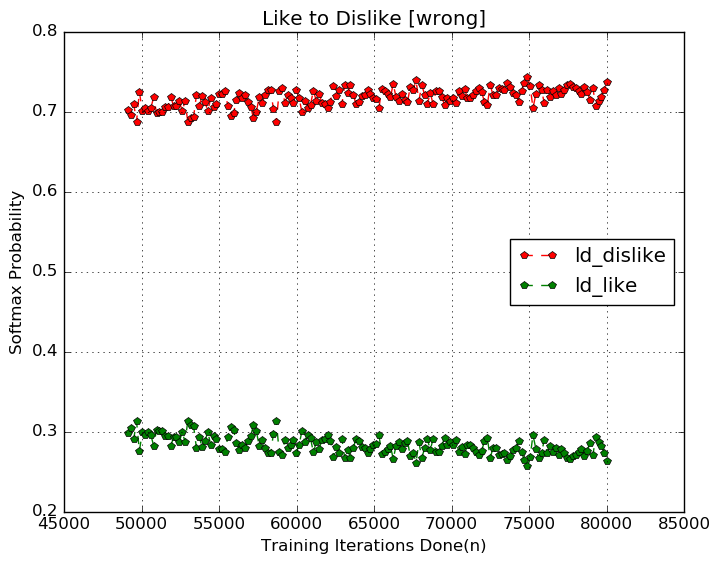 Like to Dislike [wrong]
0.8
0.7
0.6
0.5
0.4
0.3
0.2
Softmax Probability
ld_dislike
ld_like
45000 50000 55000 60000 65000 70000 75000 80000 85000
Training Iterations Done(n)